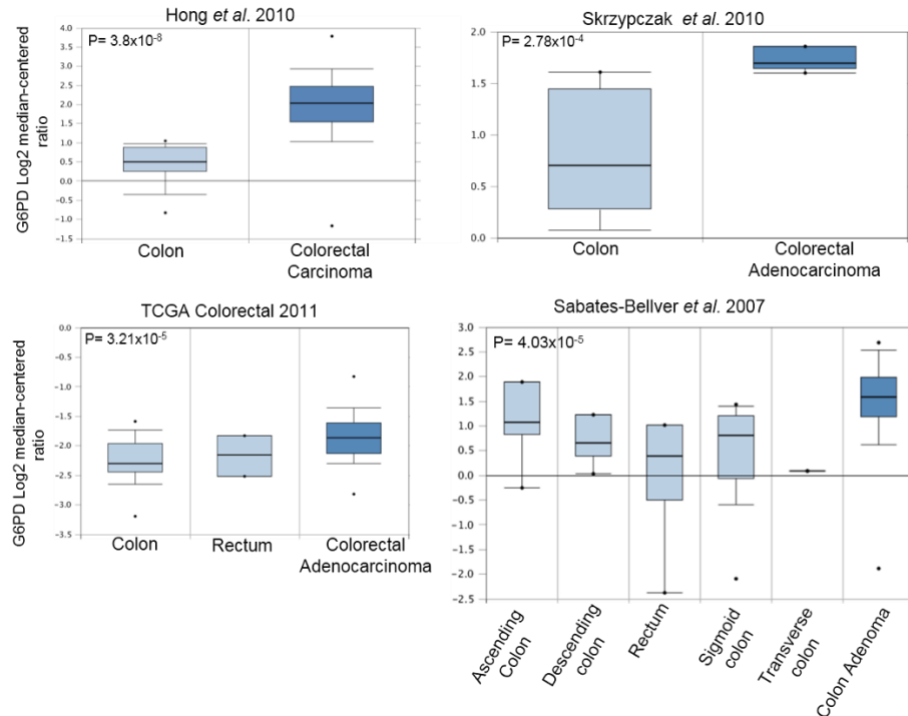 Hong et al. 2010
P= 3.8x10-8
G6PD Log2 median-centered
ratio
4.0
3.5
3.0
2.5
2.0
1.5
1.0
0.5
0.0
−0.5
−1.0
−1.5
Colon
Colorectal
Carcinoma
Skrzypczak et al 2010
P= 2.78x10-4
2.0
1.5
1.0
0.5
0.0
Colon
Colorectal
Adenocarcinoma
TCGA Colorectal 2011
P= 3.21x10-5
G6PD Log2 median-centered
ratio
0.0
−0.5
−1.0
−1.5
−2.0
−2.5
−3.0
−3.5
Colon
Rectum
Colorectal
Adenocarcinoma
Sabates-Bellver et al. 2007
P= 4.03x10-5
3.0
2.5
2.0
1.5
1.0
0.5
0.0
−0.5
−1.0
−1.5
−2.0
−2.5
Ascending
Colon
Descending
colon
Rectum
Sigmoid
colon
Transverse
colon
Colon Adenoma